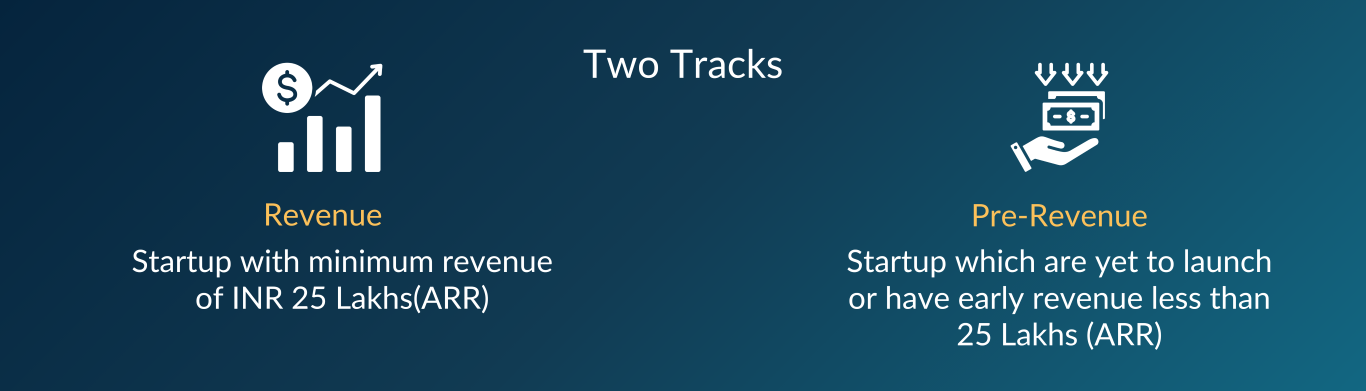 Two Tracks
Revenue
Startup with minimum revenue
of INR 25 Lakhs(ARR)
Pre-Revenue
Startup which are yet to launch
or have early revenue less than
25 Lakhs (ARR)